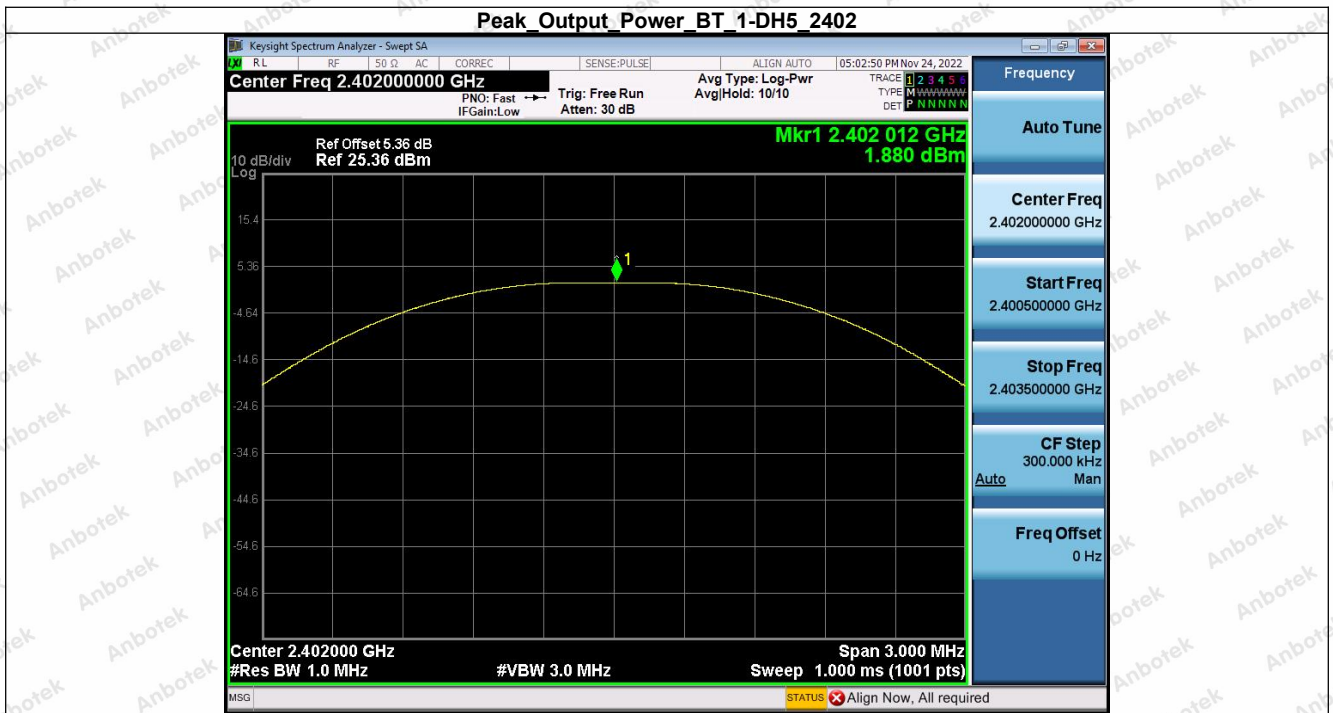 Peak_Output_Power_BT_1-DH5_2402
Keysight Spectrum Analyzer - Swept SA
LXI RL RF 50 Ω AC CORREC SENSE:PULSE ALIGN AUTO 05:02:50 PM Nov 24, 2022
Center Freq 2.402000000 GHz
PNO: Fast
IFGain:Low
Trig: Free Run
Atten: 30 dB
Avg Type: Log-Pwr
Avg|Hold: 10/10
TRACE 1 2 3 4 5 6
TYPE M WWWWW
DET P N N N N N
Ref Offset 5.36 dB
10 dB/div Ref 25.36 dBm
Log
Mkr1 2.402 012 GHz
1.880 dBm
15.4
5.36
-4.64
-14.6
-24.6
-34.6
-44.6
-54.6
-64.6
1
Center 2.402000 GHz
Span 3.000 MHz
#Res BW 1.0 MHz
#VBW 3.0 MHz
Sweep 1.000 ms (1001 pts)
MSG
STATUS Align Now, All required
Frequency
Auto Tune
Center Freq
2.402000000 GHz
Start Freq
2.400500000 GHz
Stop Freq
2.403500000 GHz
CF Step
300.000 kHz
Auto Man
Freq Offset
0 Hz
Anbotek